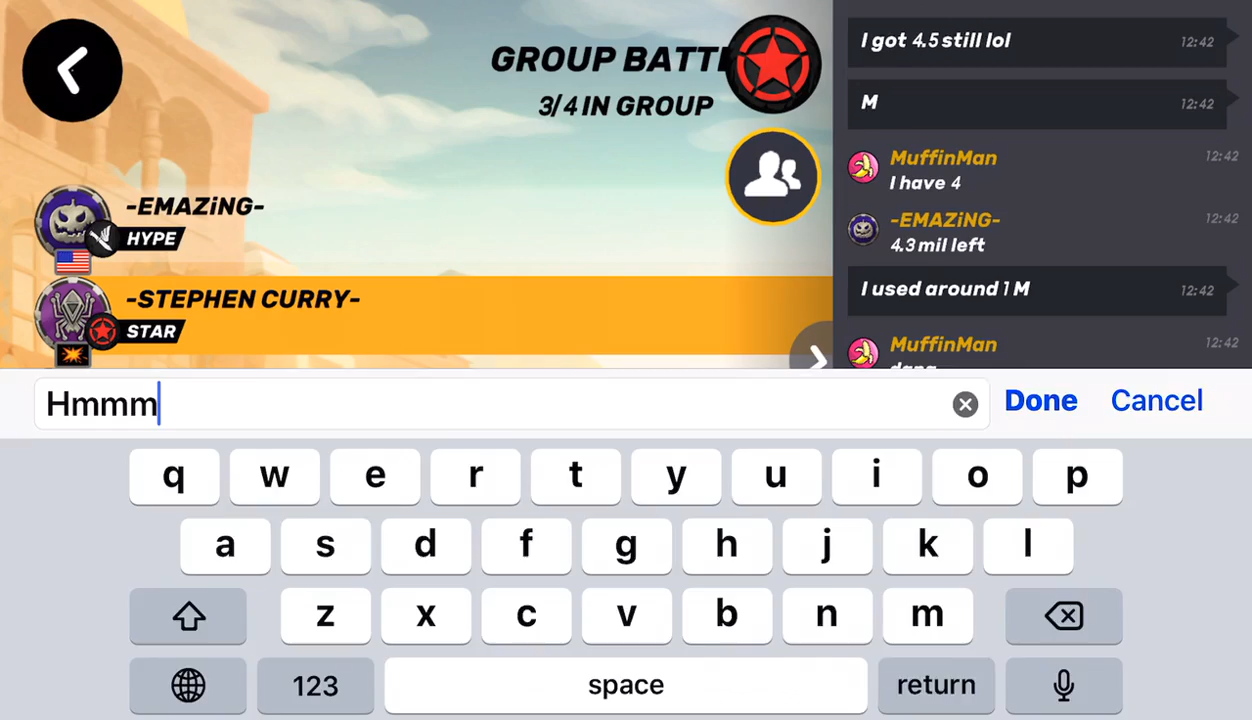 GROUP BATTL
3/4 IN GROUP
-EMAZiNG-
HYPE
-STEPHEN CURRY-
STAR
I got 4.5 still lol
12:42
M
12:42
MuffinMan
12:42
I have 4
-EMAZiNG-
12:42
4.3 mil left
I used around 1 M
12:42
MuffinMan
12:42
Hmmm
Done
Cancel
q w e r t y u i o p
a s d f g h j k l
z x c v b n m
123
space
return